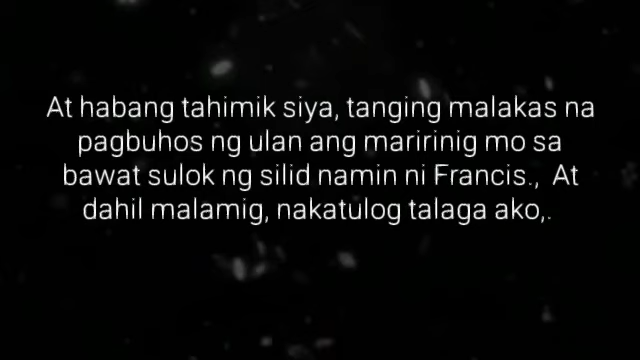 At habang tahimik siya, tanging malakas na
pagbuhos ng ulan ang maririnig mo sa
bawat sulok ng silid namin ni Francis.,  At
dahil malamig, nakatulog talaga ako,.